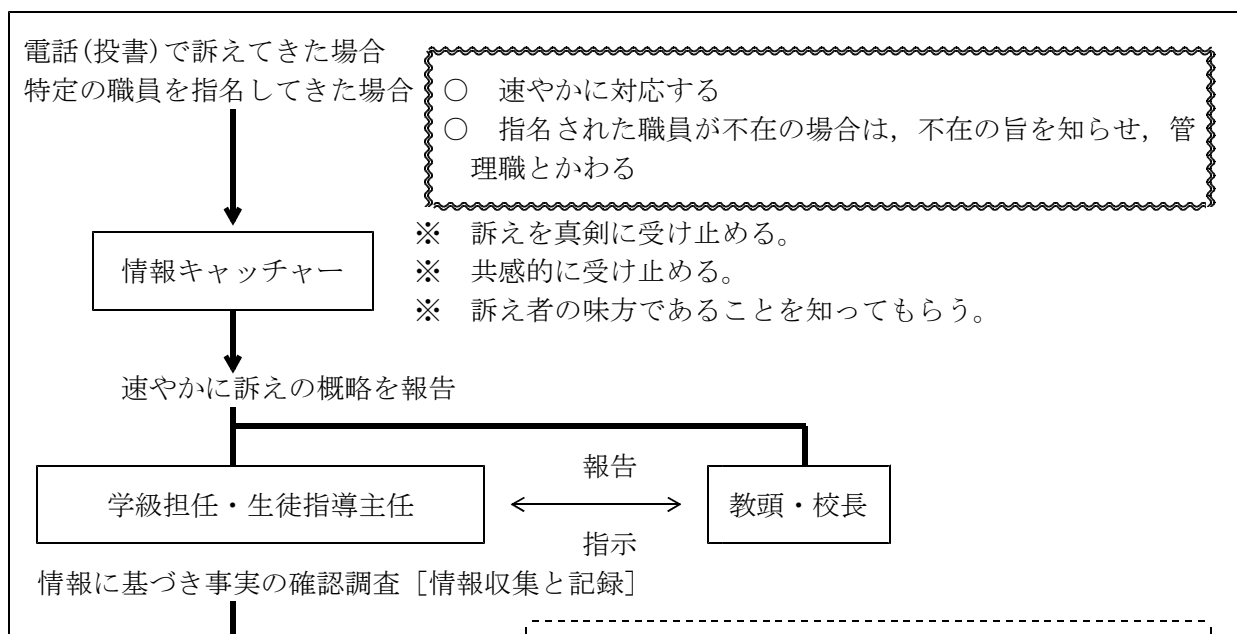 電話(投書)で訴えてきた場合
特定の職員を指名してきた場合
○　速やかに対応する
○　指名された職員が不在の場合は，不在の旨を知らせ，管
理職とかわる
※　訴えを真剣に受け止める。
情報キャッチャー
※　共感的に受け止める。
※　訴え者の味方であることを知ってもらう。
速やかに訴えの概略を報告
報告
学級担任・生徒指導主任
教頭・校長
指示
情報に基づき事実の確認調査［情報収集と記録］